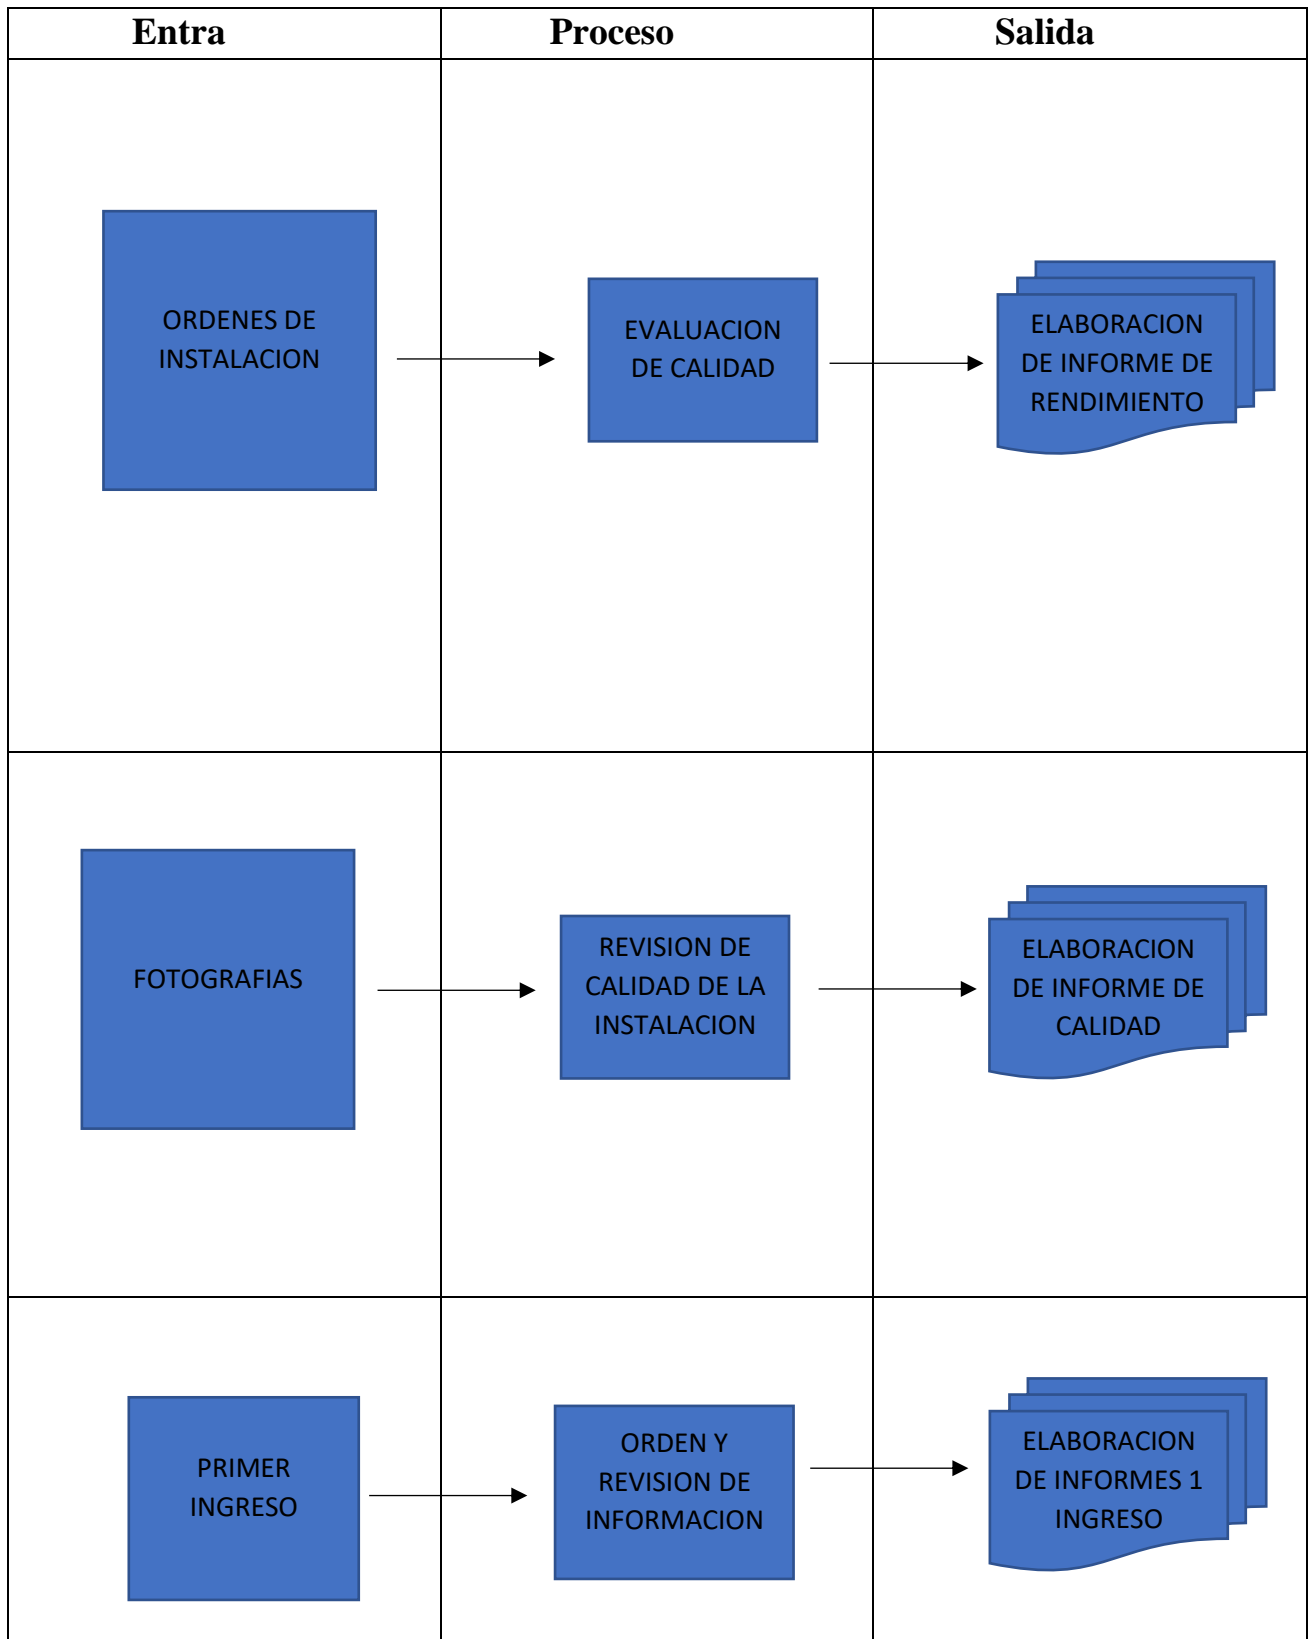 Entra
Proceso
Salida
ORDENES DE
INSTALACION
EVALUACION
DE CALIDAD
ELABORACION
DE INFORME DE
RENDIMIENTO
FOTOGRAFIAS
REVISION DE
CALIDAD DE LA
INSTALACION
ELABORACION
DE INFORME DE
CALIDAD
PRIMER
INGRESO
ORDEN Y
REVISION DE
INFORMACION
ELABORACION
DE INFORMES 1
INGRESO